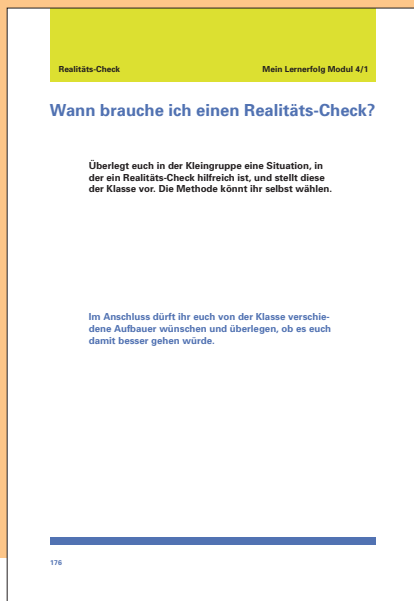 Realitäts-Check
Mein Lernerfolg Modul 4/1
Wann brauche ich einen Realitäts-Check?
Überlegt euch in der Kleingruppe eine Situation, in
der ein Realitäts-Check hilfreich ist, und stellt diese
der Klasse vor. Die Methode könnt ihr selbst wählen.
Im Anschluss dürft ihr euch von der Klasse verschie-
dene Aufbauer wünschen und überlegen, ob es euch
damit besser gehen würde.
176